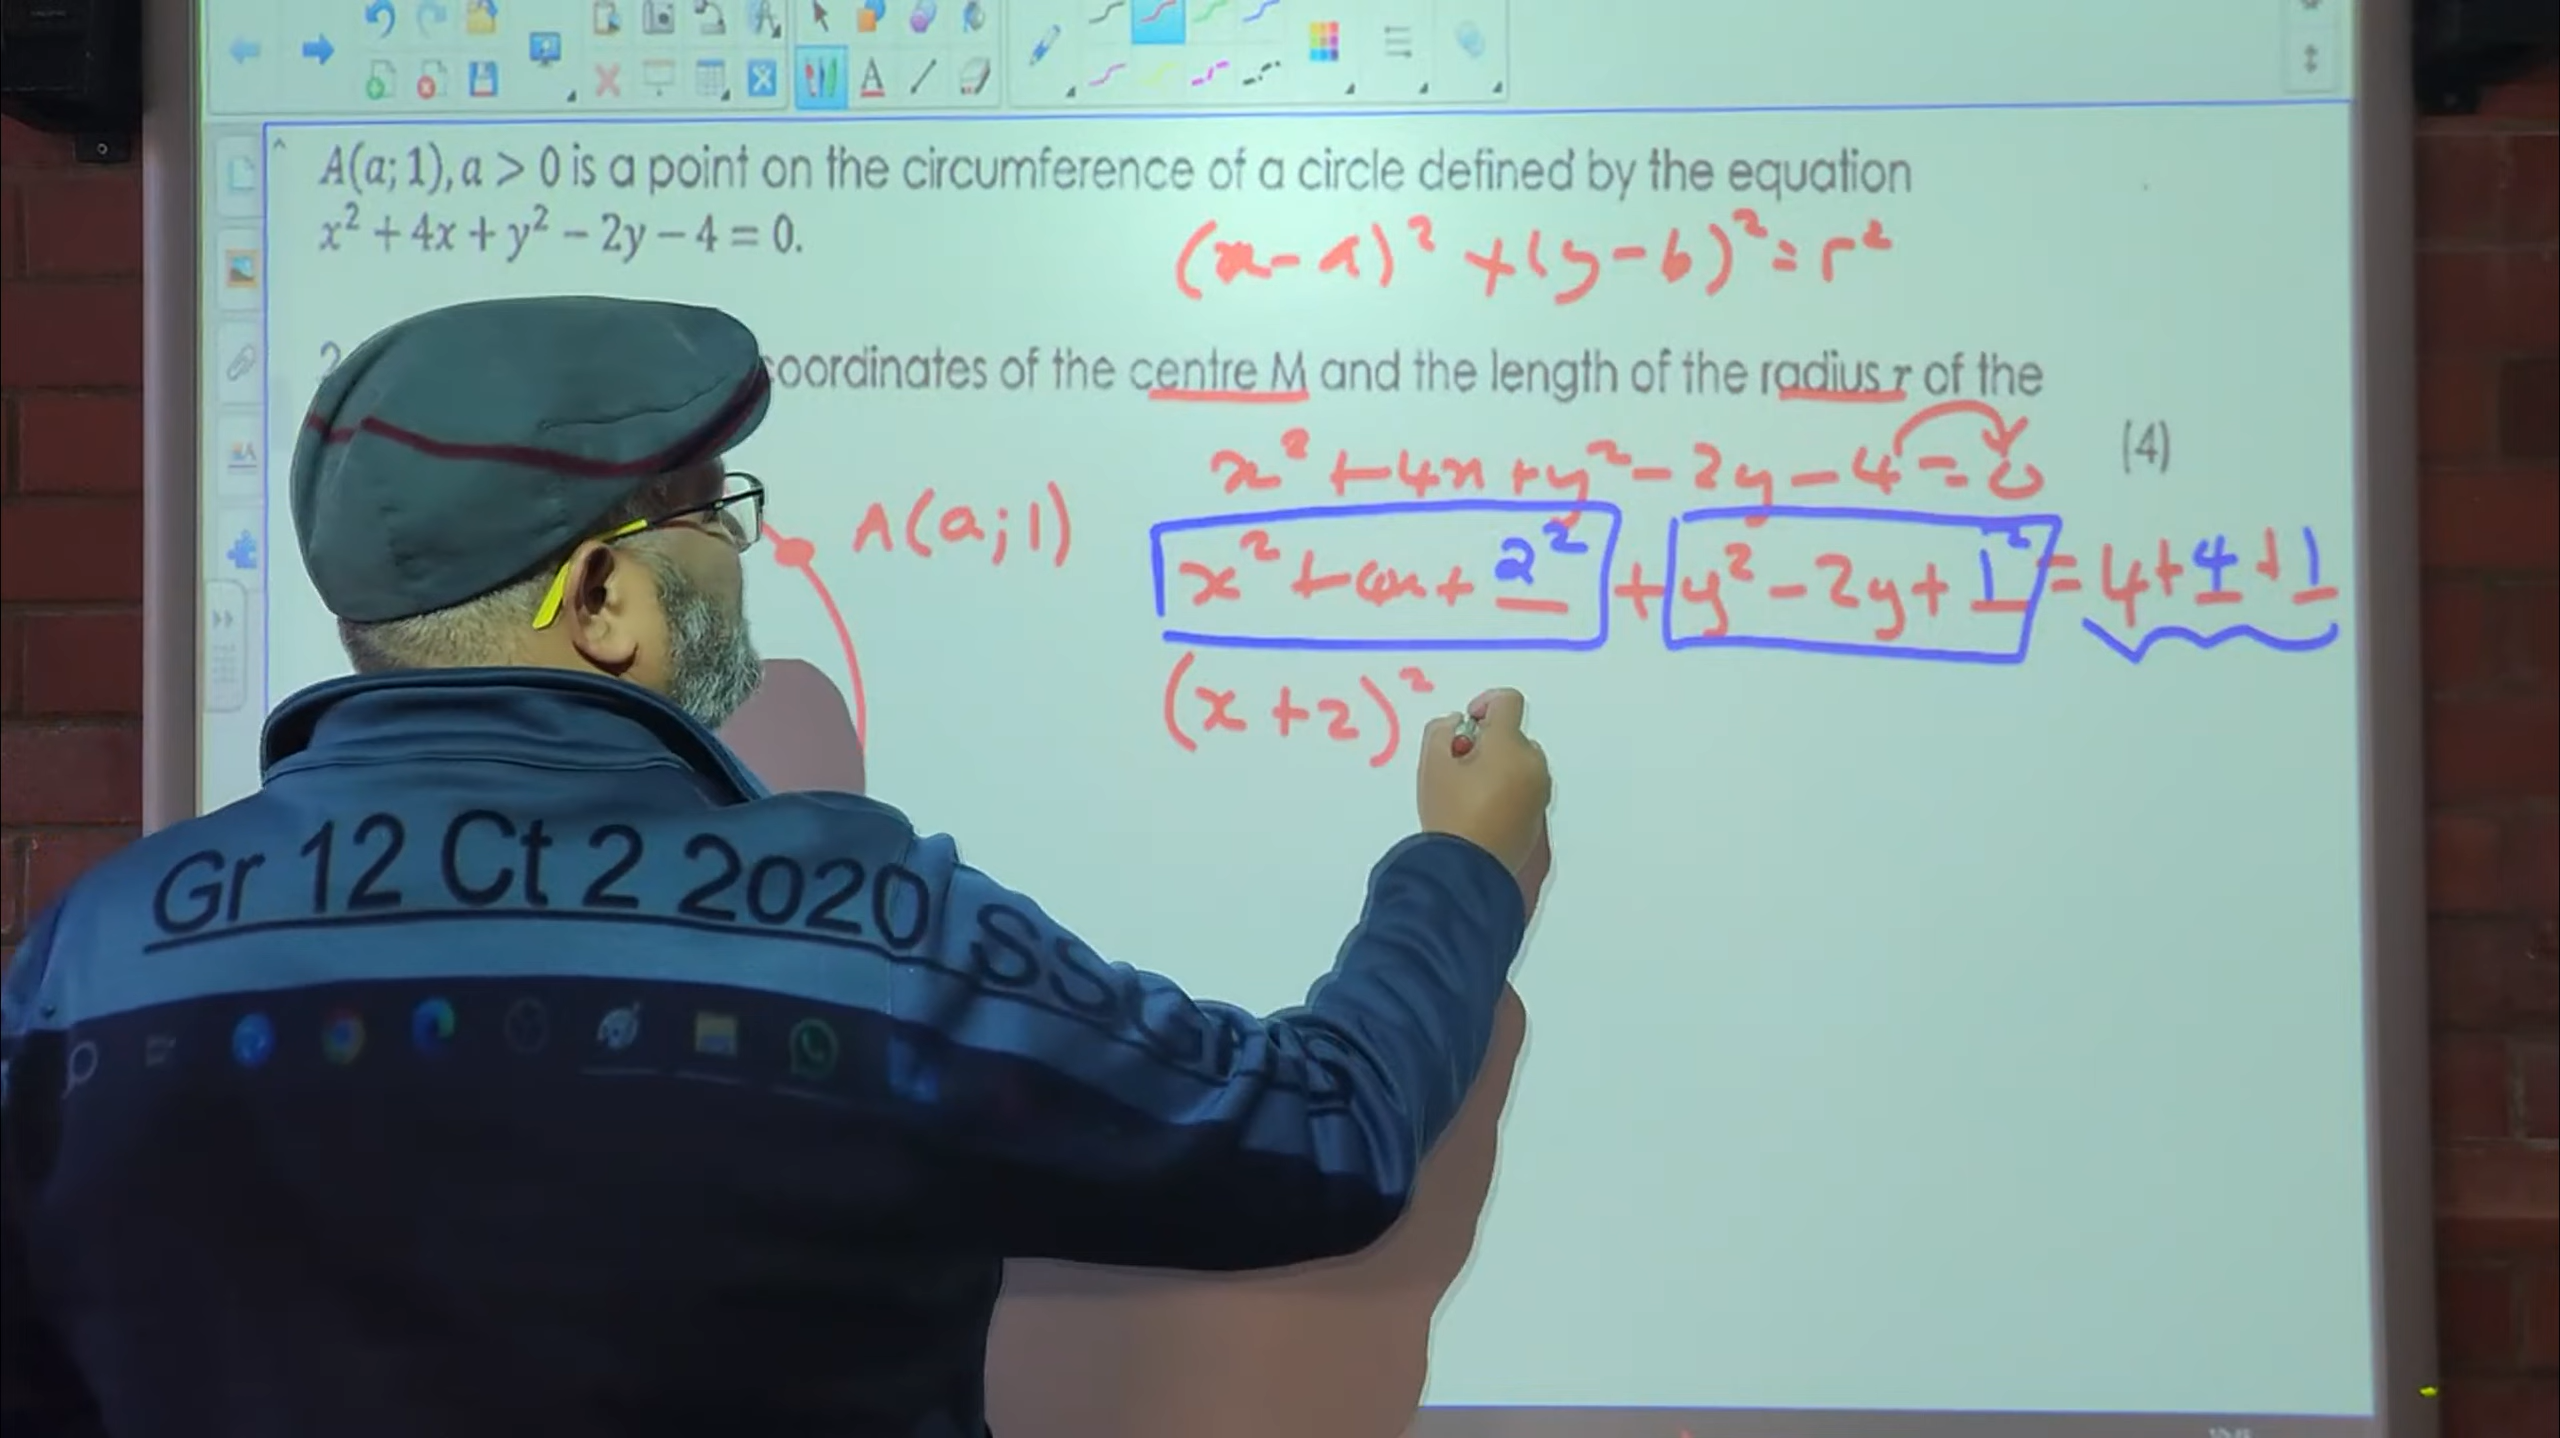 A(a; 1), a > 0 is a point on the circumference of a circle defined by the equation
x² + 4x + y² − 2y − 4 = 0.
(x-a)² + (y-b)² = r²
coordinates of the centre M and the length of the radius r of the
(4)
x² + 4x + y² - 2y - 4 = 0
A(a; 1)
x² + 4x + 2² + y² - 2y + 1² = 4 + 4 + 1
(x + 2)²
Gr 12 Ct 2 2020